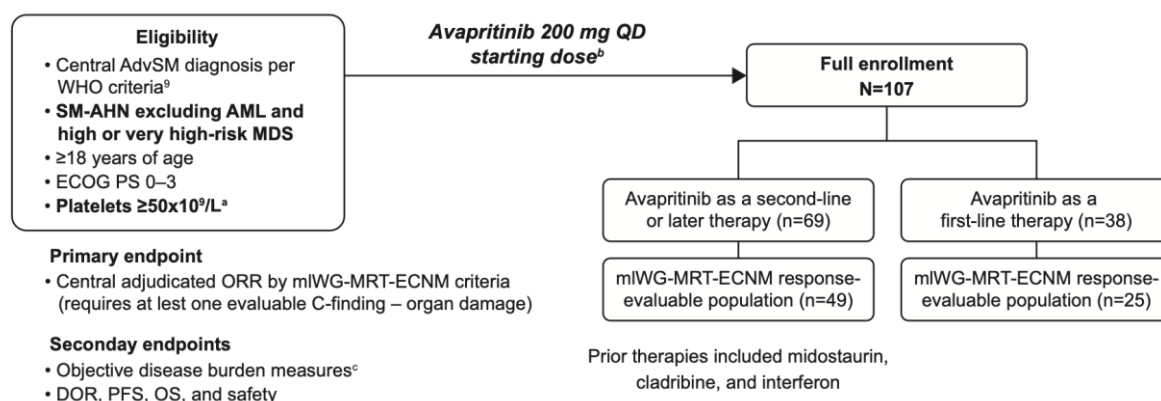 Eligibility
• Central AdvSM diagnosis per
WHO criteria⁹
• SM-AHN excluding AML and
high or very high-risk MDS
• ≥18 years of age
• ECOG PS 0–3
• Platelets ≥50x10⁹/Lᵃ
Primary endpoint
• Central adjudicated ORR by mlWG-MRT-ECNM criteria
(requires at lest one evaluable C-finding – organ damage)
Seconday endpoints
• Objective disease burden measuresᶜ
• DOR, PFS, OS, and safety
Avapritinib 200 mg QD
starting doseᵇ
Full enrollment
N=107
Avapritinib as a second-line
or later therapy (n=69)
mlWG-MRT-ECNM response-
evaluable population (n=49)
Avapritinib as a
first-line therapy (n=38)
mlWG-MRT-ECNM response-
evaluable population (n=25)
Prior therapies included midostaurin,
cladribine, and interferon